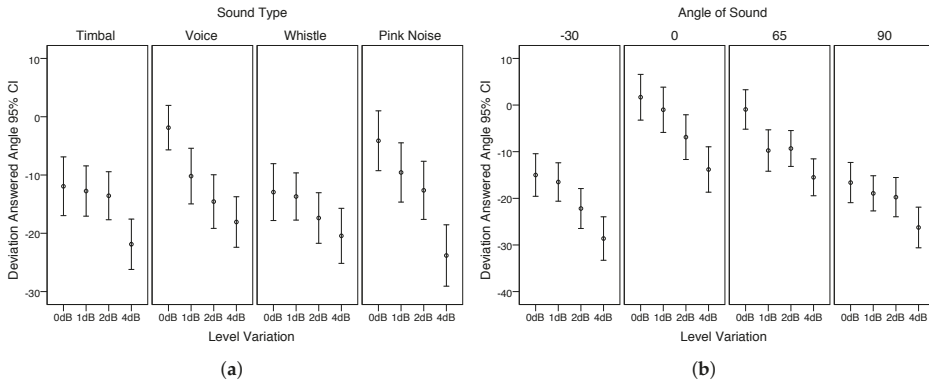 Sound Type
Timbal Voice Whistle Pink Noise
Deviation Answered Angle 95% CI
10
0
-10
-20
-30
0dB 1dB 2dB 4dB 0dB 1dB 2dB 4dB 0dB 1dB 2dB 4dB 0dB 1dB 2dB 4dB
Level Variation
(a)
Angle of Sound
-30 0 65 90
Deviation Answered Angle 95% CI
10
0
-10
-20
-30
-40
0dB 1dB 2dB 4dB 0dB 1dB 2dB 4dB 0dB 1dB 2dB 4dB 0dB 1dB 2dB 4dB
Level Variation
(b)